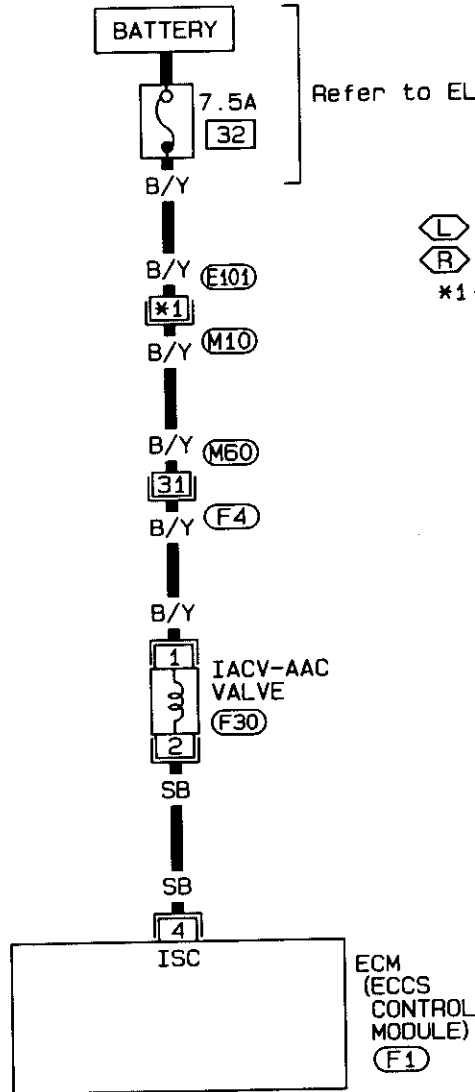 BATTERY
7.5A
32
Refer to EL
B/Y
B/Y
E101
L
R
*1
*1
B/Y
M10
B/Y
M60
31
B/Y
F4
B/Y
1
IACV-AAC
VALVE
F30
2
SB
SB
4
ISC
ECM
(ECCS
CONTROL
MODULE)
F1